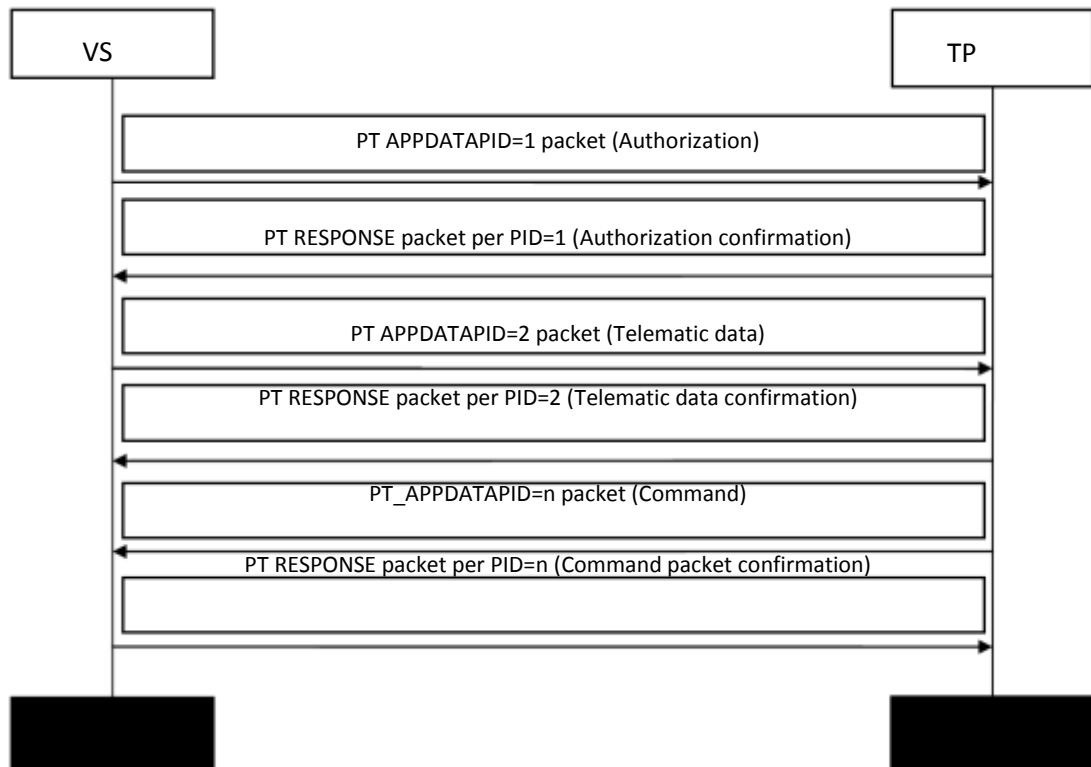 VS
TP
PT APPDATAPID=1 packet (Authorization)
PT RESPONSE packet per PID=1 (Authorization confirmation)
PT APPDATAPID=2 packet (Telematic data)
PT RESPONSE packet per PID=2 (Telematic data confirmation)
PT_APPDATAPID=n packet (Command)
PT RESPONSE packet per PID=n (Command packet confirmation)